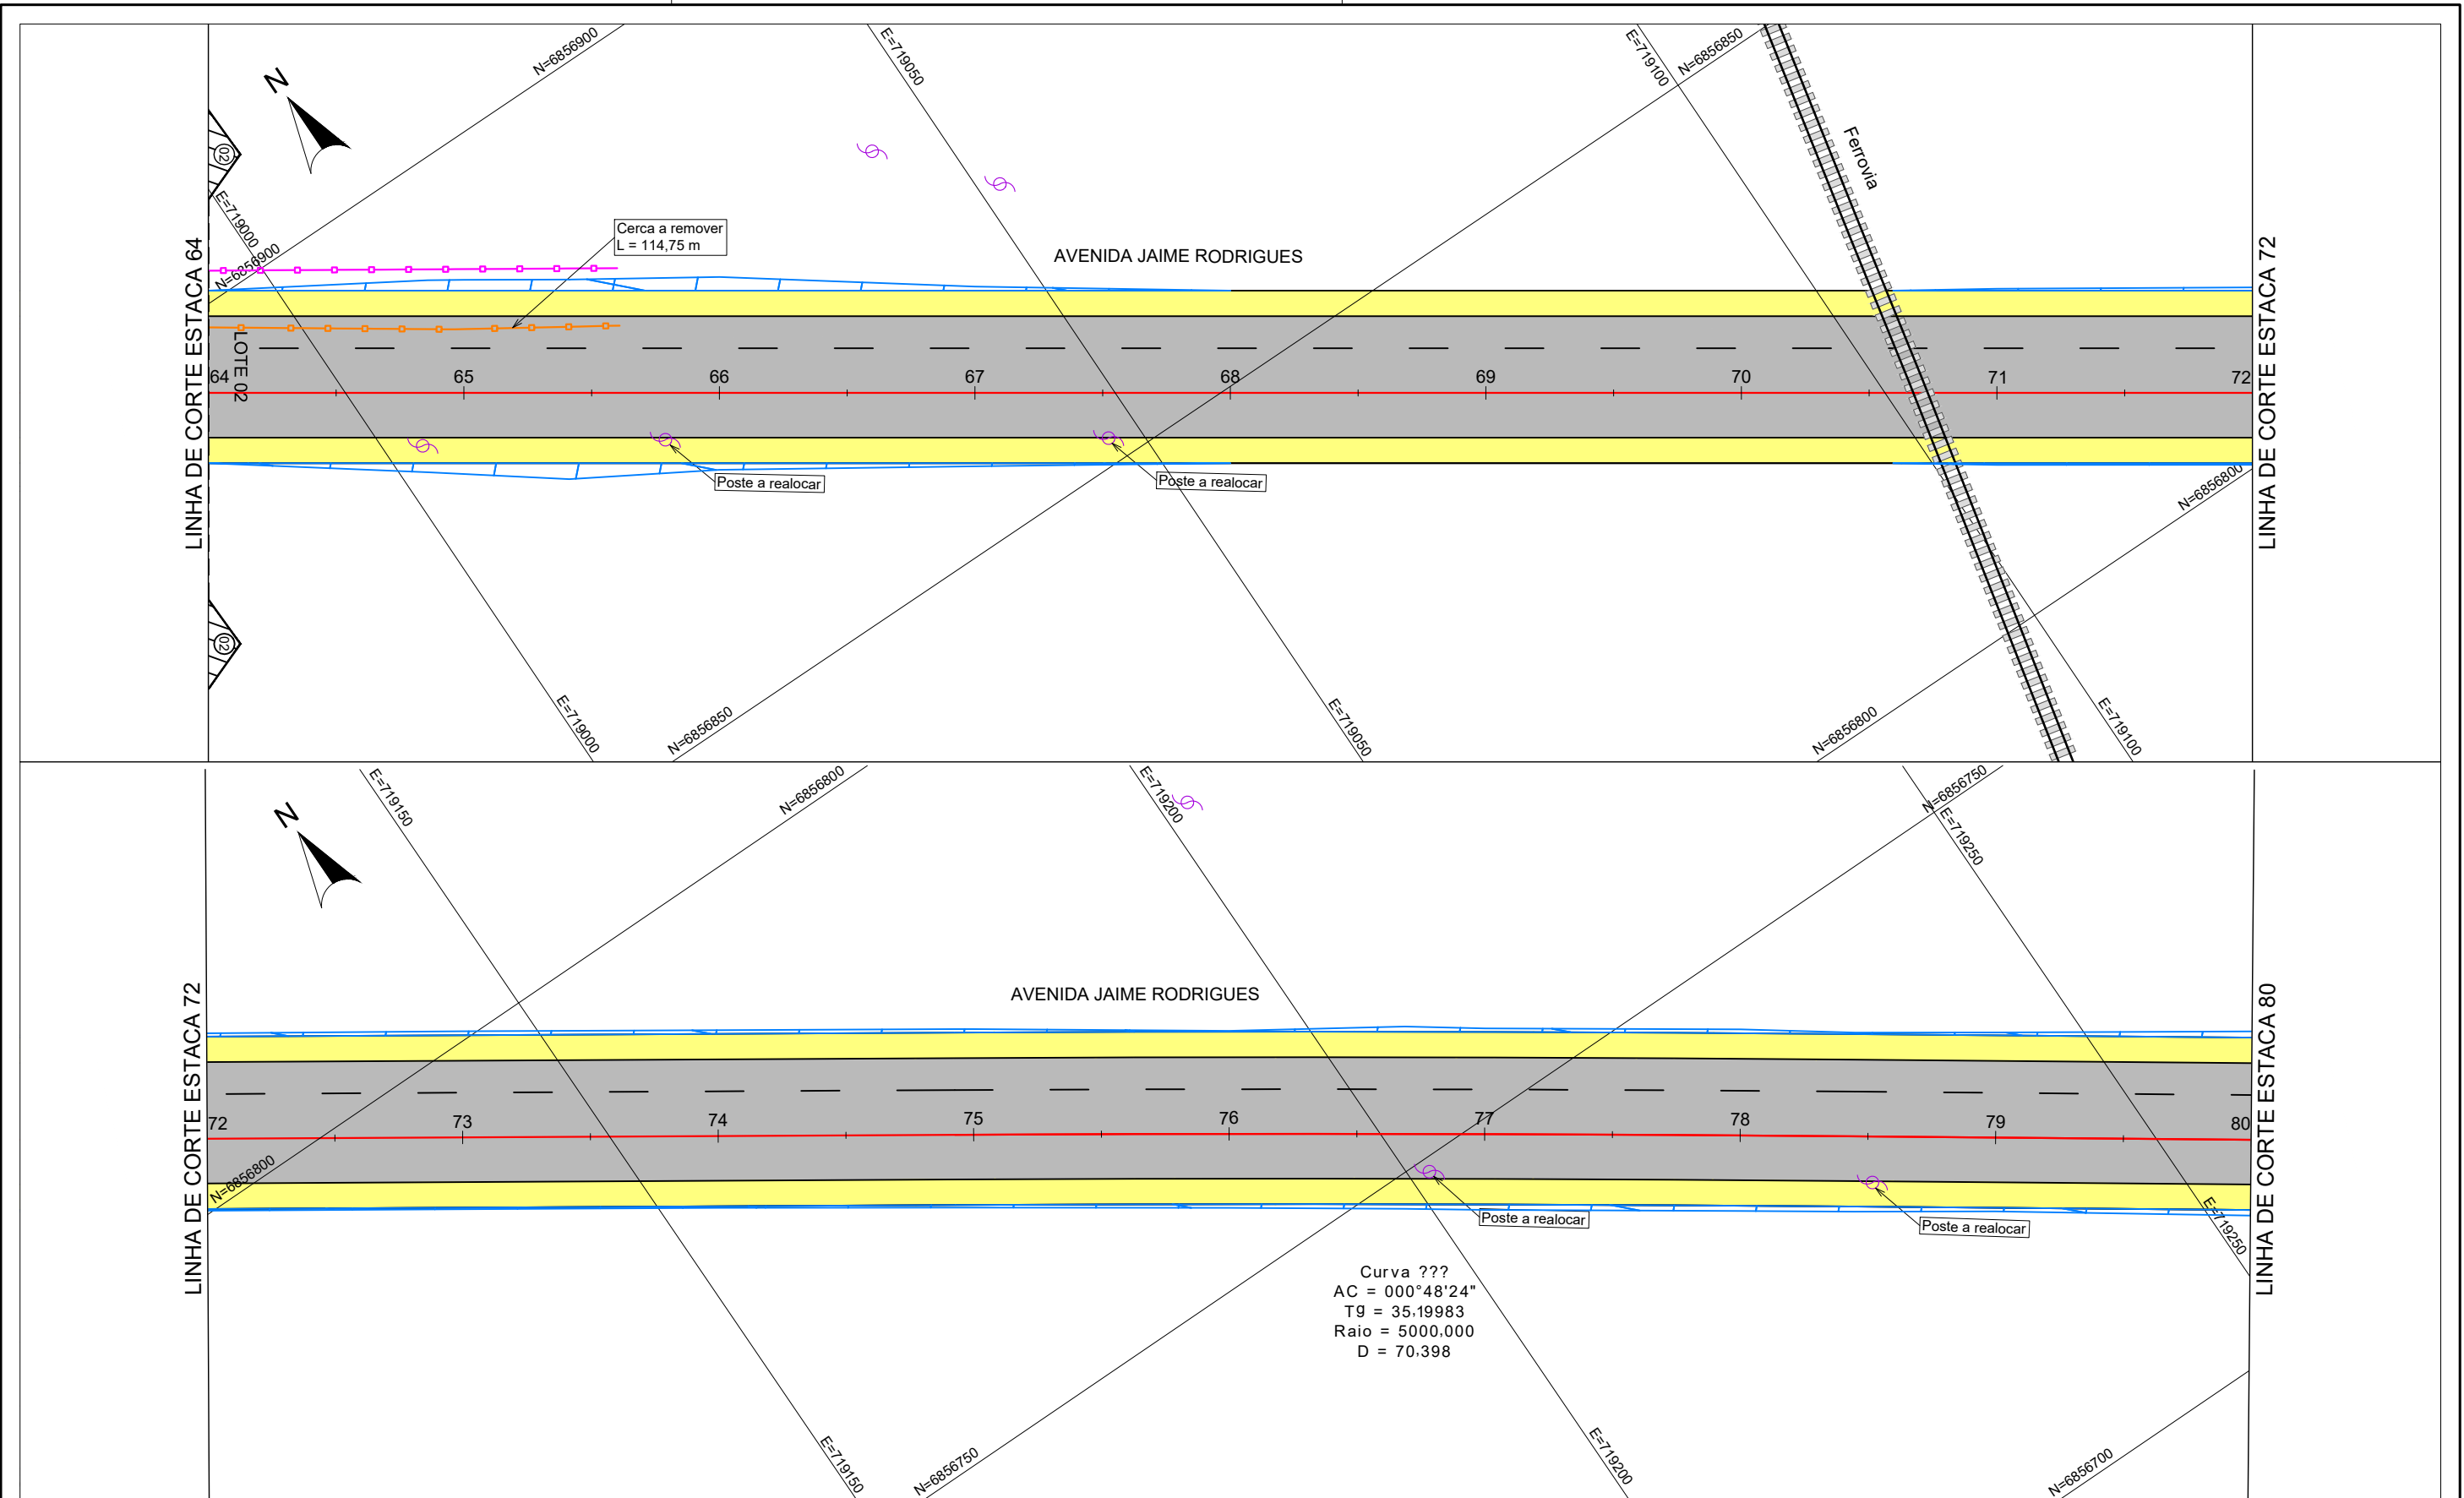 N
N=6856900
E=719050
E=719100
N=6856850
Ferrovia
02
E=719000
N=6856900
Cerca a remover
L = 114,75 m
AVENIDA JAIME RODRIGUES
LINHA DE CORTE ESTACA 64
LINHA DE CORTE ESTACA 72
LOTE 02
64
65
66
67
68
69
70
71
72
Poste a realocar
Poste a realocar
N=6856800
02
E=719000
N=6856850
E=719050
N=6856800
E=719100
N
E=719150
N=6856800
E=719200
N=6856750
E=719250
AVENIDA JAIME RODRIGUES
LINHA DE CORTE ESTACA 72
LINHA DE CORTE ESTACA 80
72
73
74
75
76
77
78
79
80
N=6856800
Poste a realocar
Poste a realocar
E=719250
Curva ???
AC = 000°48'24"
Tg = 35,19983
Raio = 5000,000
D = 70,398
E=719150
N=6856750
E=719200
N=6856700